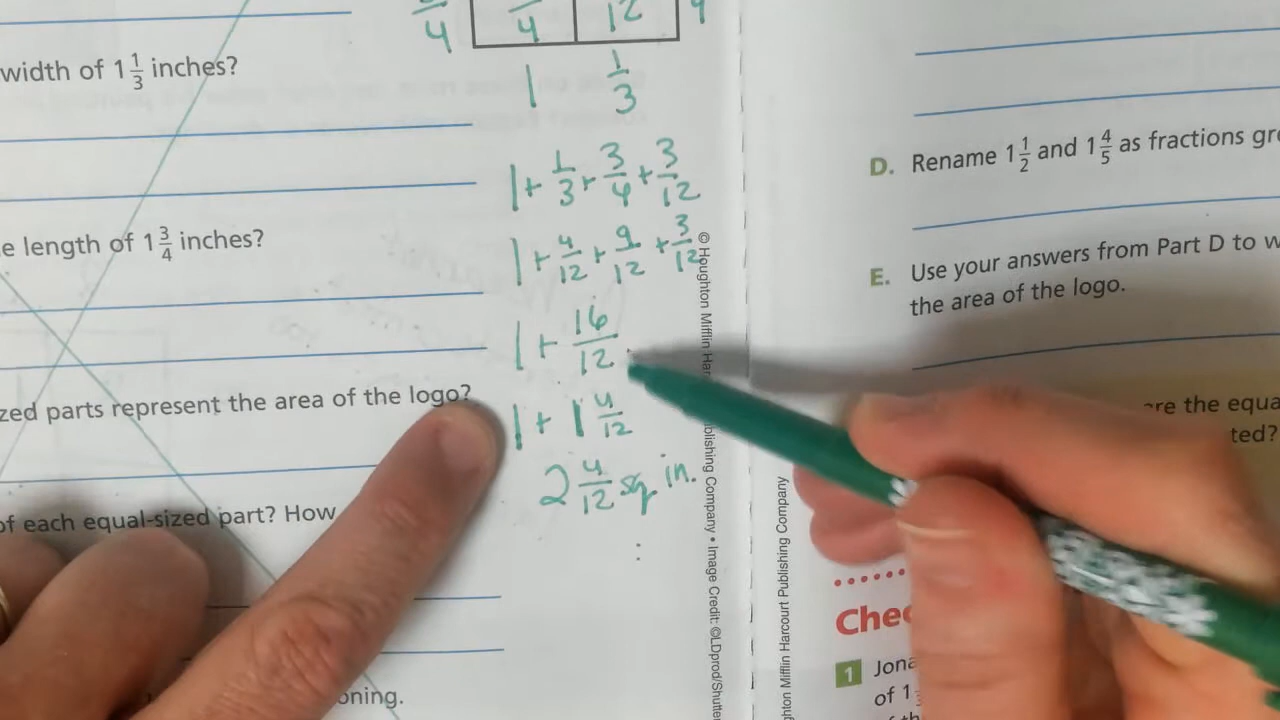 4 4 12
width of 1 1/3 inches?
1 1/3
1 + 1/3 + 3/4 + 3/12
e length of 1 3/4 inches?
1 + 4/12 + 9/12 + 3/12
1 + 16/12
zed parts represent the area of the logo?
1 + 1 4/12
2 4/12 sq in.
of each equal-sized part? How
oning.
© Houghton Mifflin Har ublishing Company • Image Credit: ©LDprod/Shutter
ghton Mifflin Harcourt Publishing Company
D. Rename 1 1/2 and 1 4/5 as fractions gre
E. Use your answers from Part D to w
the area of the logo.
are the equa
ted?
Chec
1 Jona
of 1